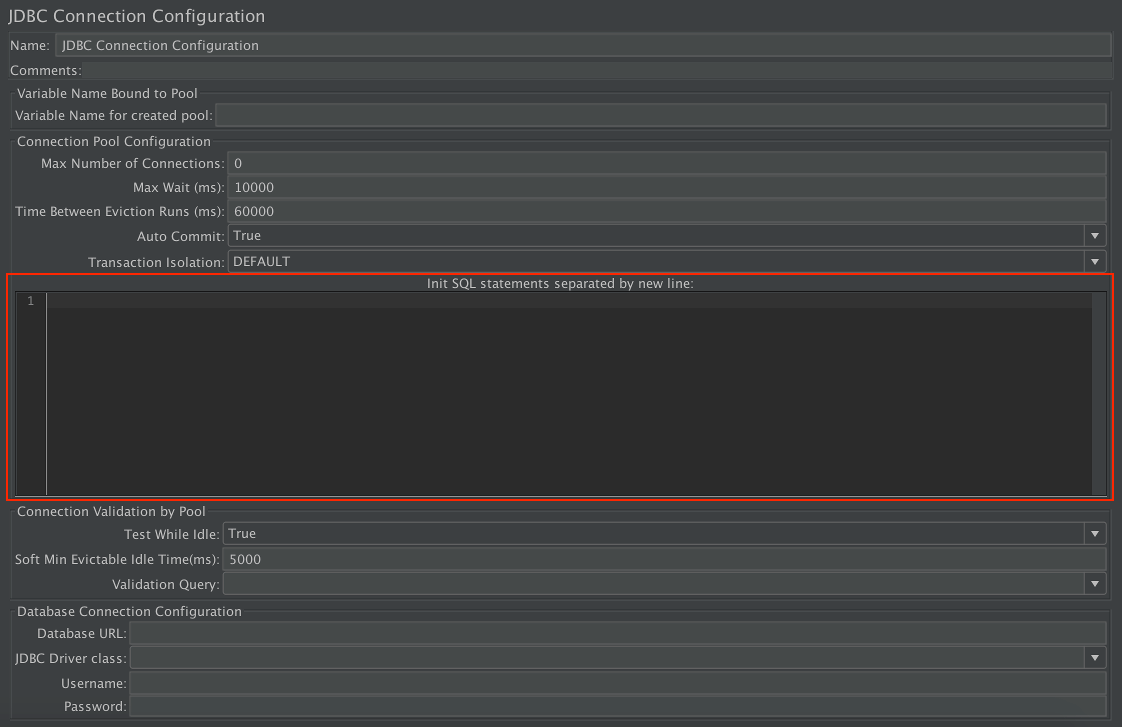 JDBC Connection Configuration
Name: JDBC Connection Configuration
Comments:
Variable Name Bound to Pool
Variable Name for created pool:
Connection Pool Configuration
Max Number of Connections: 0
Max Wait (ms): 10000
Time Between Eviction Runs (ms): 60000
Auto Commit: True
Transaction Isolation: DEFAULT
Init SQL statements separated by new line:
1
Connection Validation by Pool
Test While Idle: True
Soft Min Evictable Idle Time(ms): 5000
Validation Query:
Database Connection Configuration
Database URL:
JDBC Driver class:
Username:
Password: